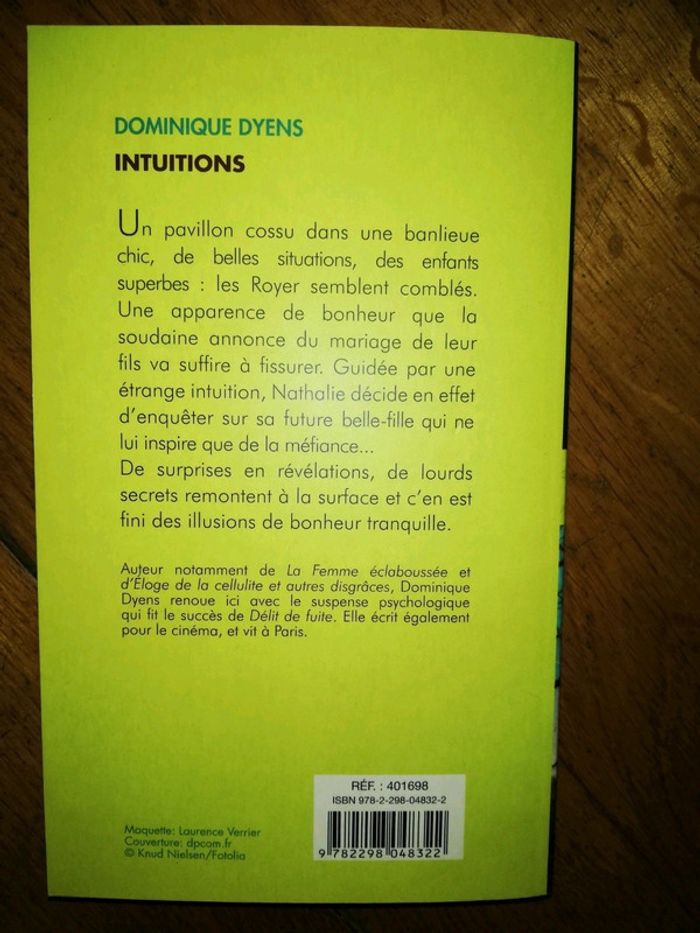 DOMINIQUE DYENS
INTUITIONS
Un pavillon cossu dans une banlieue
chic, de belles situations, des enfants
superbes : les Royer semblent comblés.
Une apparence de bonheur que la
soudaine annonce du mariage de leur
fils va suffire à fissurer. Guidée par une
étrange intuition, Nathalie décide en effet
d'enquêter sur sa future belle-fille qui ne
lui inspire que de la méfiance...
De surprises en révélations, de lourds
secrets remontent à la surface et c'en est
fini des illusions de bonheur tranquille.
Auteur notamment de La Femme éclaboussée et
d'Éloge de la cellulite et autres disgrâces, Dominique
Dyens renoue ici avec le suspense psychologique
qui fit le succès de Délit de fuite. Elle écrit également
pour le cinéma, et vit à Paris.
RÉF. : 401698
ISBN 978-2-298-04832-2
9 782298 048322
Maquette: Laurence Verrier
Couverture: dpcom.fr
© Knud Nielsen/Fotolia